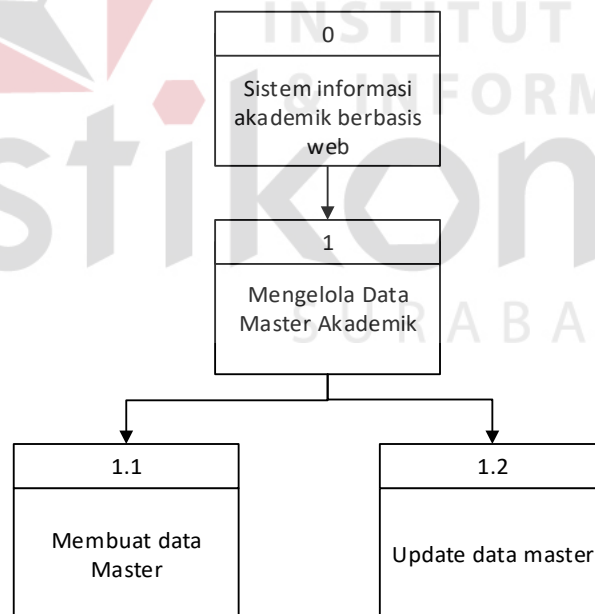 INSTITUT
& INFORM
stikom
SURABA
0
Sistem informasi
akademik berbasis
web
1
Mengelola Data
Master Akademik
1.1
Membuat data
Master
1.2
Update data master